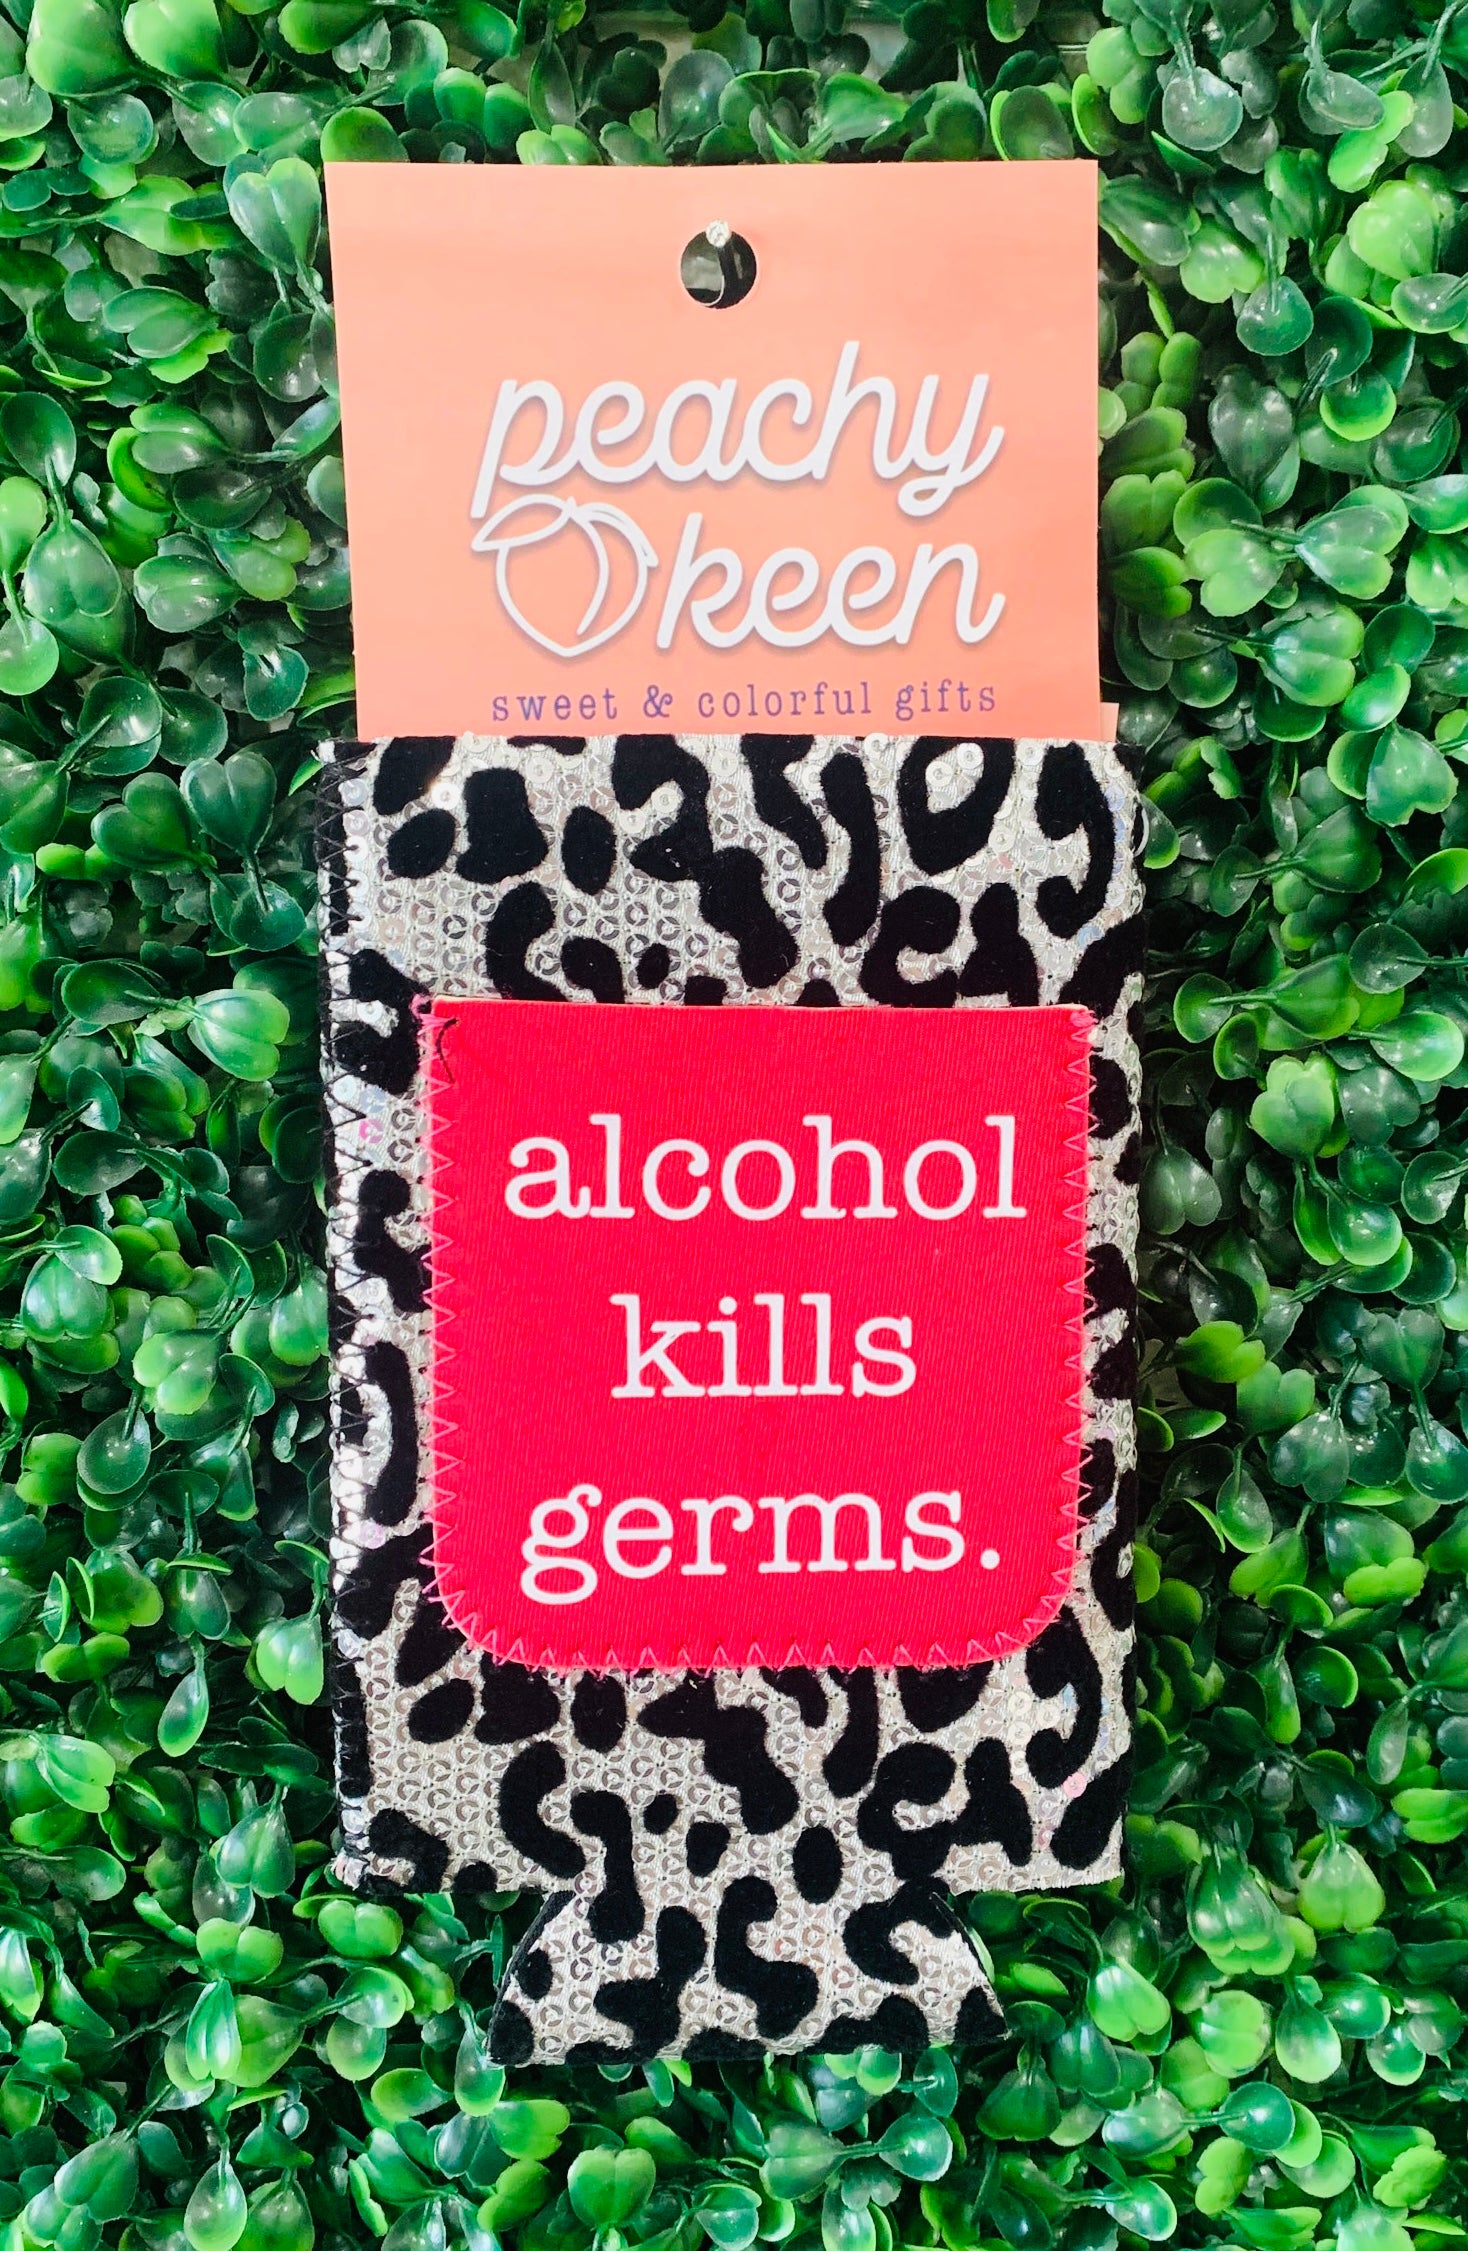 peachy
keen
sweet & colorful gifts
alcohol
kills
germs.